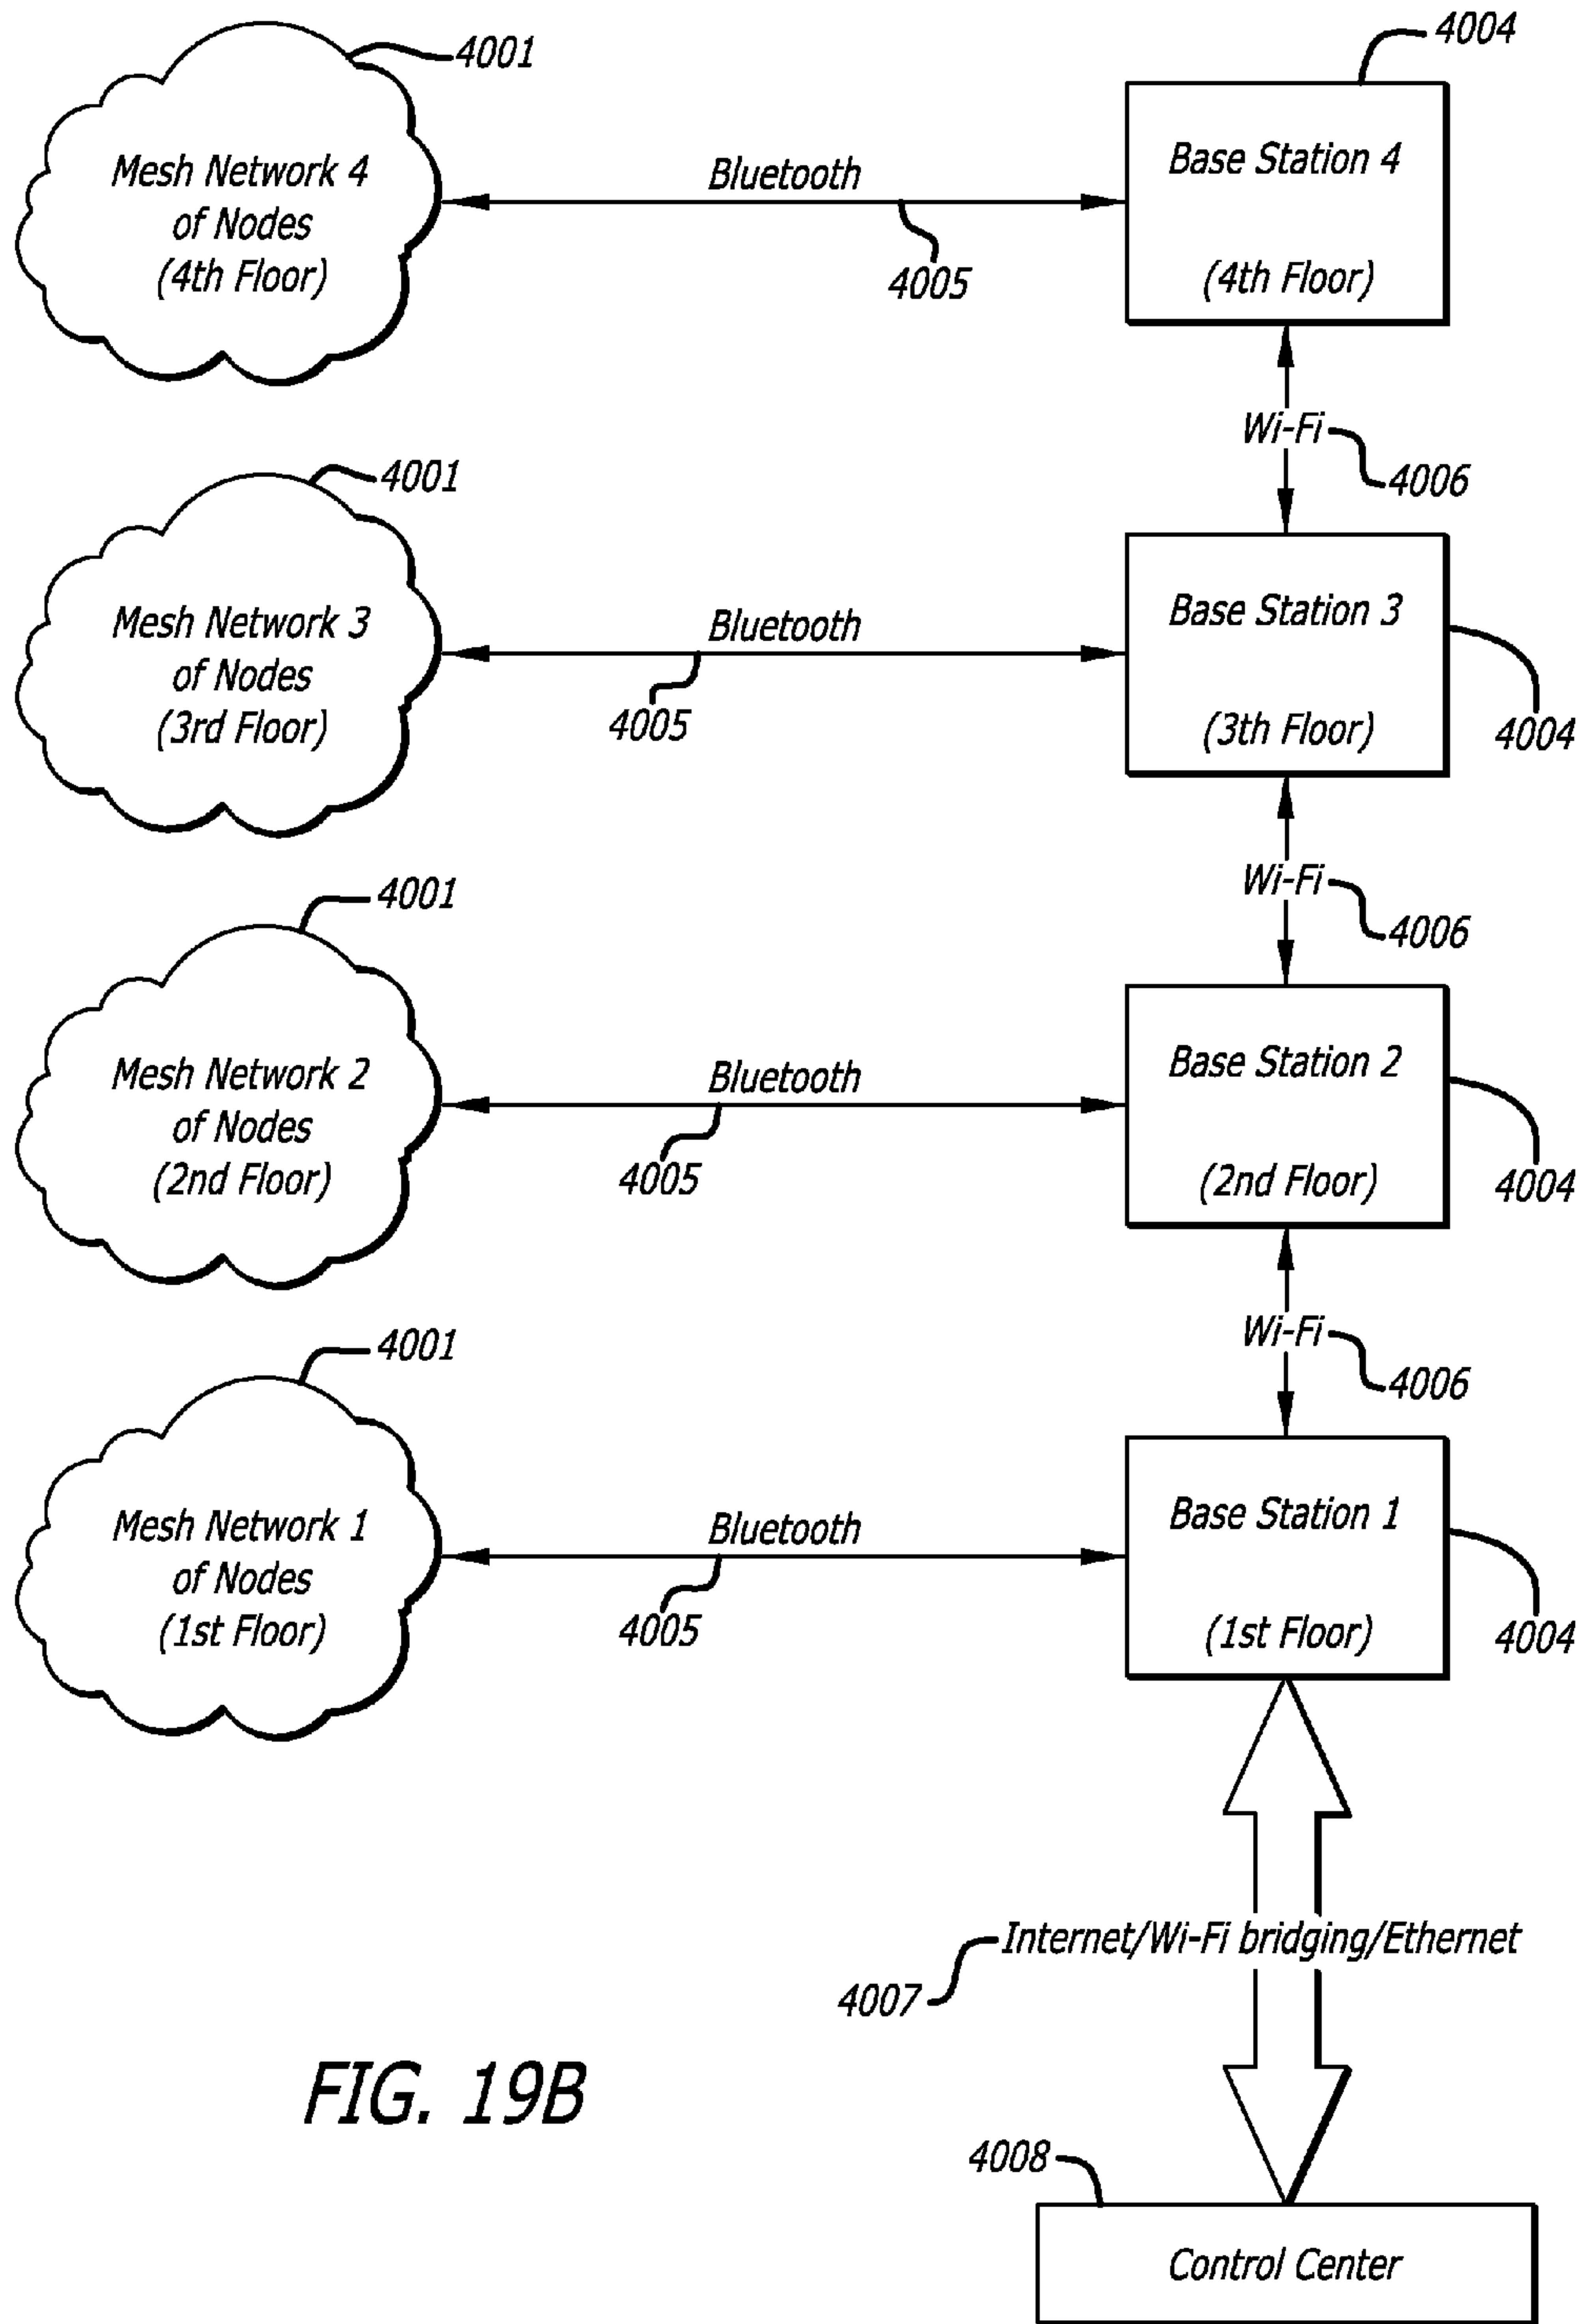 4001
4004
Mesh Network 4
of Nodes
(4th Floor)
Bluetooth
4005
Base Station 4
(4th Floor)
Wi-Fi
4006
4001
Mesh Network 3
of Nodes
(3rd Floor)
Bluetooth
4005
Base Station 3
(3th Floor)
4004
Wi-Fi
4006
4001
Mesh Network 2
of Nodes
(2nd Floor)
Bluetooth
4005
Base Station 2
(2nd Floor)
4004
Wi-Fi
4006
4001
Mesh Network 1
of Nodes
(1st Floor)
Bluetooth
4005
Base Station 1
(1st Floor)
4004
Internet/Wi-Fi bridging/Ethernet
4007
FIG. 19B
4008
Control Center